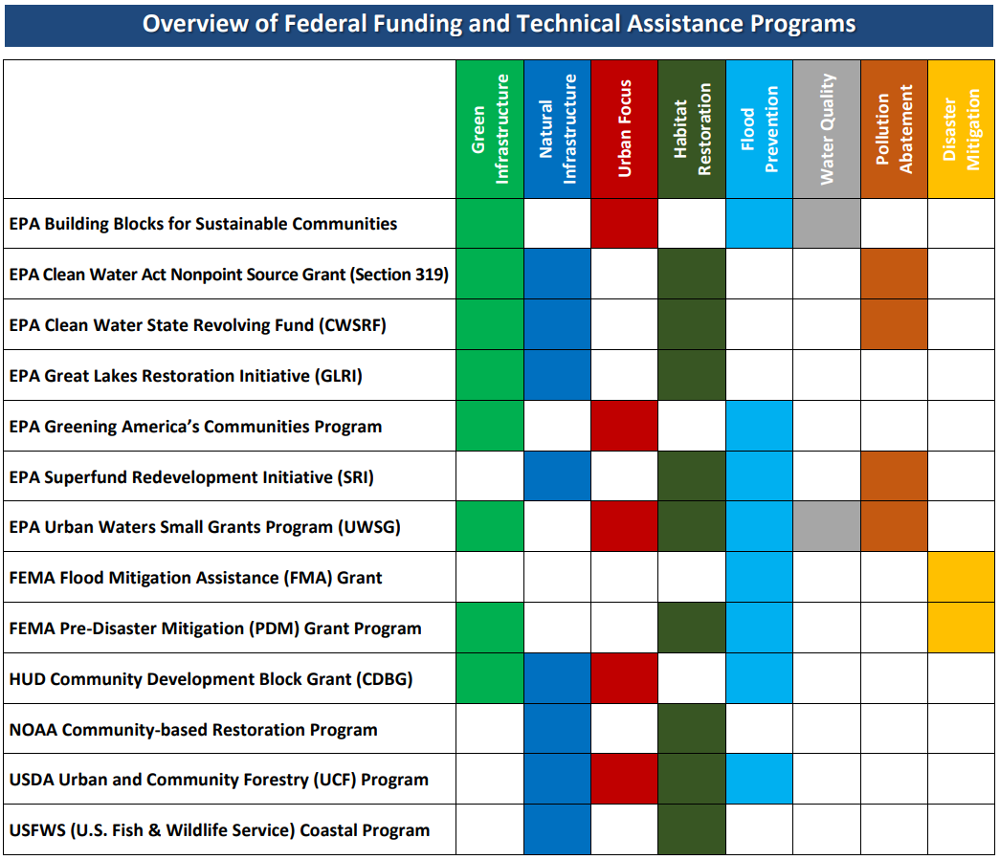 Overview of Federal Funding and Technical Assistance Programs
Green
Infrastructure
Natural
Infrastructure
Urban Focus
Habitat
Restoration
Flood
Prevention
Water Quality
Pollution
Abatement
Disaster
Mitigation
EPA Building Blocks for Sustainable Communities
EPA Clean Water Act Nonpoint Source Grant (Section 319)
EPA Clean Water State Revolving Fund (CWSRF)
EPA Great Lakes Restoration Initiative (GLRI)
EPA Greening America’s Communities Program
EPA Superfund Redevelopment Initiative (SRI)
EPA Urban Waters Small Grants Program (UWSG)
FEMA Flood Mitigation Assistance (FMA) Grant
FEMA Pre-Disaster Mitigation (PDM) Grant Program
HUD Community Development Block Grant (CDBG)
NOAA Community-based Restoration Program
USDA Urban and Community Forestry (UCF) Program
USFWS (U.S. Fish & Wildlife Service) Coastal Program